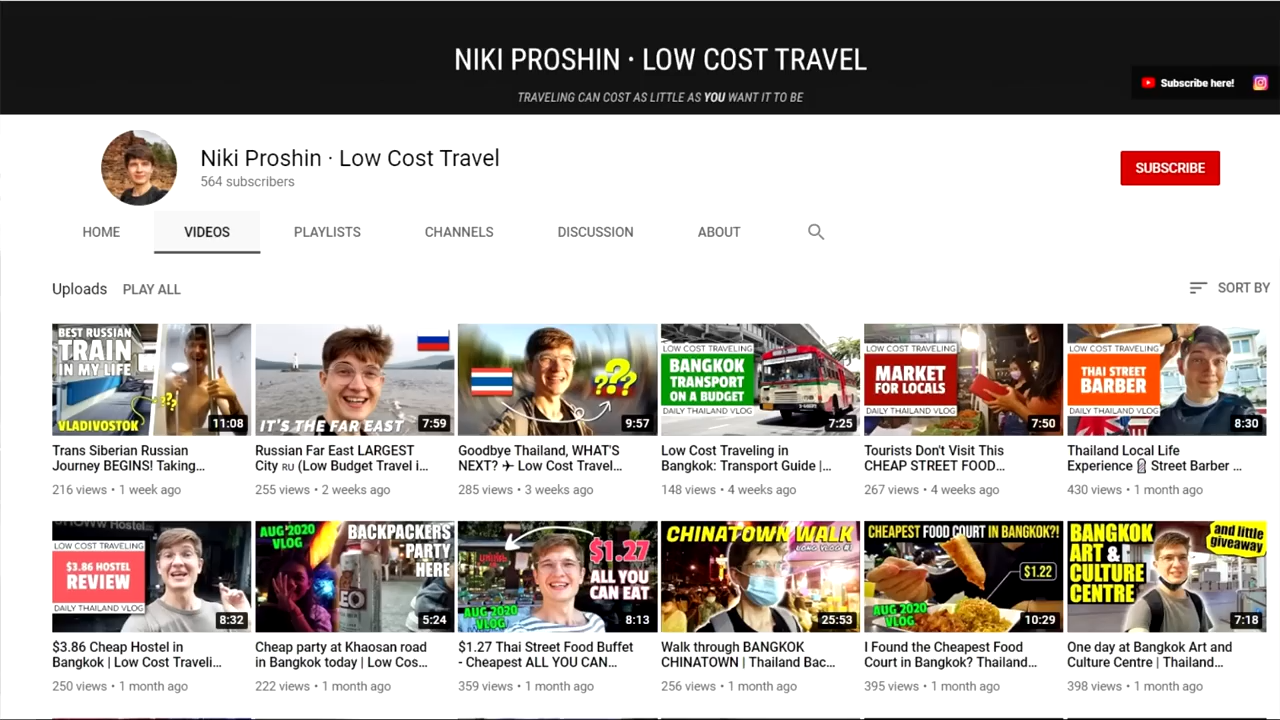 NIKI PROSHIN · LOW COST TRAVEL
TRAVELING CAN COST AS LITTLE AS YOU WANT IT TO BE
Subscribe here!
Niki Proshin · Low Cost Travel
564 subscribers
SUBSCRIBE
HOME VIDEOS PLAYLISTS CHANNELS DISCUSSION ABOUT
Uploads PLAY ALL
SORT BY
BEST RUSSIAN
TRAIN
IN MY LIFE
???
VLADIVOSTOK
11:08
IT'S THE FAR EAST
7:59
???
9:57
LOW COST TRAVELING
BANGKOK
TRANSPORT
ON A BUDGET
DAILY THAILAND VLOG
7:25
LOW COST TRAVELING
MARKET
FOR LOCALS
DAILY THAILAND VLOG
7:50
LOW COST TRAVELING
THAI STREET
BARBER
DAILY THAILAND VLOG
8:30
Trans Siberian Russian
Journey BEGINS! Taking...
216 views • 1 week ago
Russian Far East LARGEST
City RU (Low Budget Travel i...
255 views • 2 weeks ago
Goodbye Thailand, WHAT'S
NEXT? ✈ Low Cost Travel...
285 views • 3 weeks ago
Low Cost Traveling in
Bangkok: Transport Guide |...
148 views • 4 weeks ago
Tourists Don't Visit This
CHEAP STREET FOOD...
267 views • 4 weeks ago
Thailand Local Life
Experience 💈 Street Barber ...
430 views • 1 month ago
LOW COST TRAVELING
$3.86 HOSTEL
REVIEW
DAILY THAILAND VLOG
8:32
AUG 2020
VLOG
BACKPACKERS
PARTY
HERE
LEO
5:24
$1.27
ALL YOU
CAN EAT
AUG 2020
VLOG
8:13
CHINATOWN WALK
LONG VLOG #1
25:53
CHEAPEST FOOD COURT IN BANGKOK?!
$1.22
AUG 2020
VLOG
10:29
BANGKOK
ART &
CULTURE
CENTRE
and little
giveaway
7:18
$3.86 Cheap Hostel in
Bangkok | Low Cost Traveli...
250 views • 1 month ago
Cheap party at Khaosan road
in Bangkok today | Low Cos...
222 views • 1 month ago
$1.27 Thai Street Food Buffet
- Cheapest ALL YOU CAN...
359 views • 1 month ago
Walk through BANGKOK
CHINATOWN | Thailand Bac...
256 views • 1 month ago
I Found the Cheapest Food
Court in Bangkok? Thailand...
395 views • 1 month ago
One day at Bangkok Art and
Culture Centre | Thailand...
398 views • 1 month ago